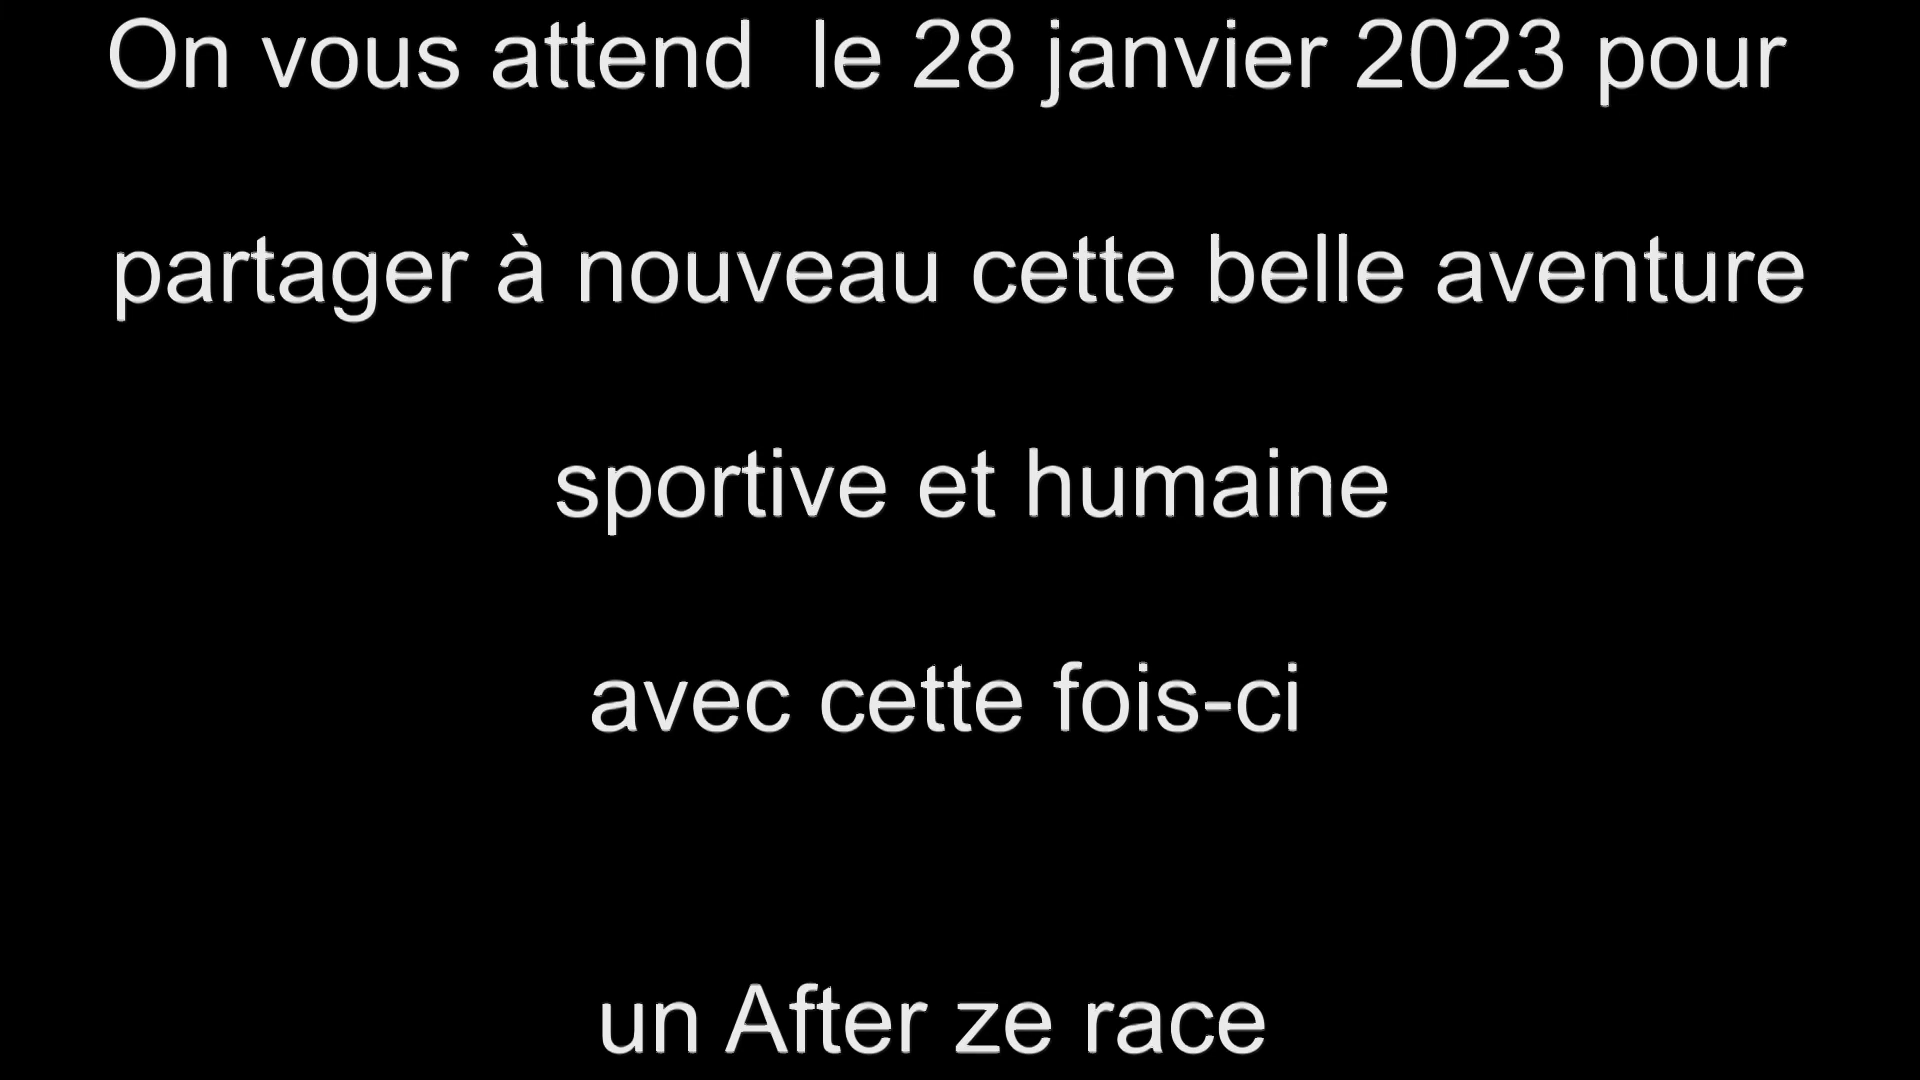 On vous attend  le 28 janvier 2023 pour
partager à nouveau cette belle aventure
sportive et humaine
avec cette fois-ci
un After ze race